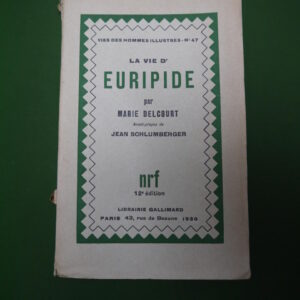 VIES DES HOMMES ILLUSTRES - N° 47
LA VIE D'
EURIPIDE
par
MARIE DELCOURT
Avant-propos de
JEAN SCHLUMBERGER
nrf
12e édition
LIBRAIRIE GALLIMARD
PARIS 43, rue de Beaune 1930